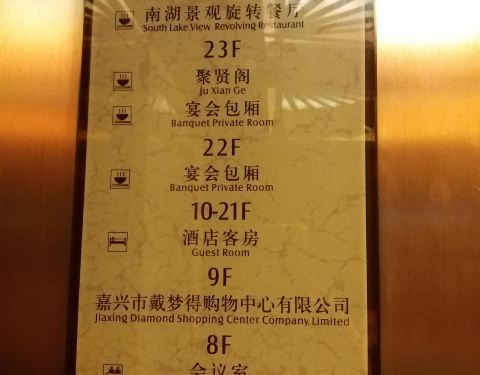 南湖景观旋转餐厅
South Lake View Revolving Restaurant
23F
聚贤阁
Ju Xian Ge
宴会包厢
Banquet Private Room
22F
宴会包厢
Banquet Private Room
10-21F
酒店客房
Guest Room
9F
嘉兴市戴梦得购物中心有限公司
Jiaxing Diamond Shopping Center Company Limited
8F
会议室